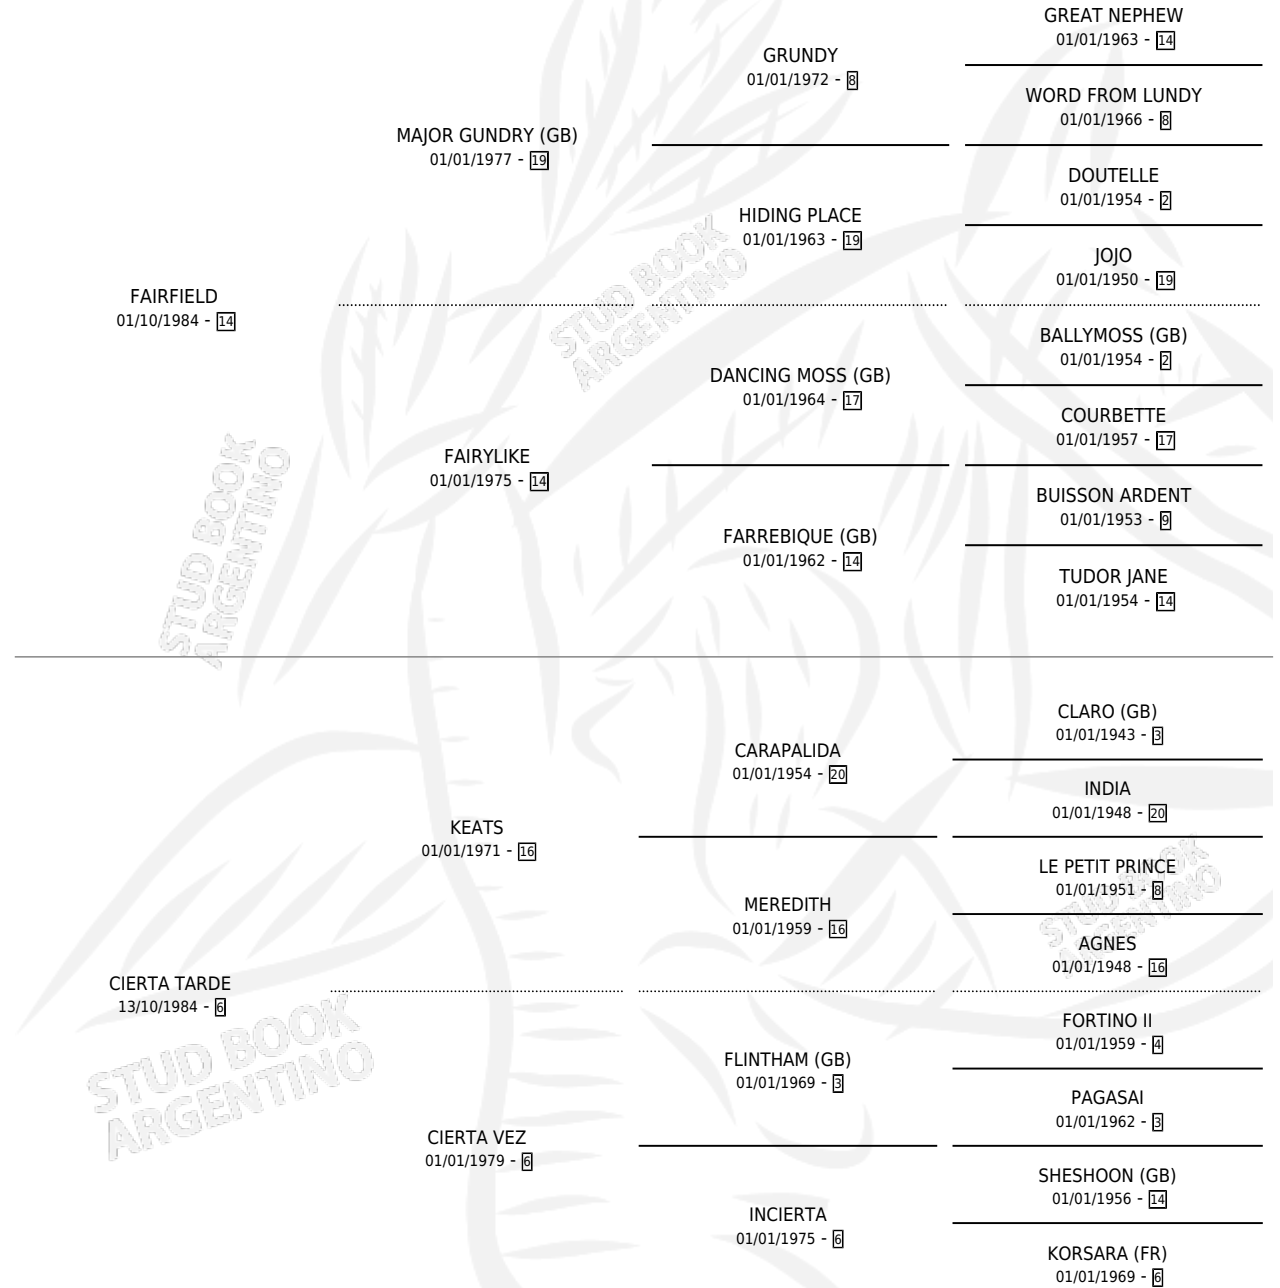 GREAT NEPHEW
01/01/1963 - 14
GRUNDY
01/01/1972 - 8
WORD FROM LUNDY
01/01/1966 - 8
MAJOR GUNDRY (GB)
01/01/1977 - 19
DOUTELLE
01/01/1954 - 2
HIDING PLACE
01/01/1963 - 19
JOJO
01/01/1950 - 19
FAIRFIELD
01/10/1984 - 14
STUD BOOK
ARGENTINO
BALLYMOSS (GB)
01/01/1954 - 2
DANCING MOSS (GB)
01/01/1964 - 17
COURBETTE
01/01/1957 - 17
FAIRYLIKE
01/01/1975 - 14
BUISSON ARDENT
01/01/1953 - 9
FARREBIQUE (GB)
01/01/1962 - 14
TUDOR JANE
01/01/1954 - 14
STUD BOOK
ARGENTINO
CLARO (GB)
01/01/1943 - 3
CARAPALIDA
01/01/1954 - 20
INDIA
01/01/1948 - 20
KEATS
01/01/1971 - 16
LE PETIT PRINCE
01/01/1951 - 8
MEREDITH
01/01/1959 - 16
AGNES
01/01/1948 - 16
STUD BOOK
ARGENTINO
CIERTA TARDE
13/10/1984 - 6
FORTINO II
01/01/1959 - 4
FLINTHAM (GB)
01/01/1969 - 3
PAGASAI
01/01/1962 - 3
STUD BOOK
ARGENTINO
CIERTA VEZ
01/01/1979 - 6
SHESHOON (GB)
01/01/1956 - 14
INCIERTA
01/01/1975 - 6
KORSARA (FR)
01/01/1969 - 6